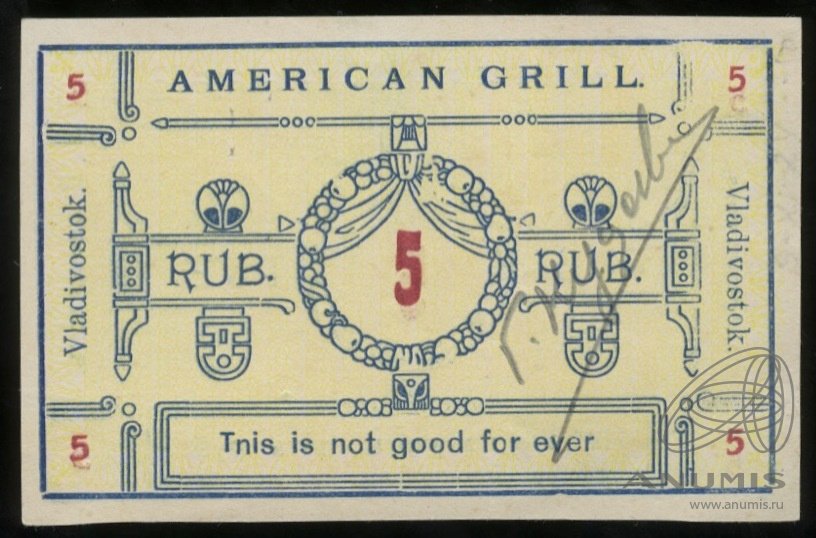 5 AMERICAN GRILL. 5
Vladivostok.
RUB. 5 RUB.
Vladivostok.
5 Tnis is not good for ever 5
ANUMIS
www.anumis.ru